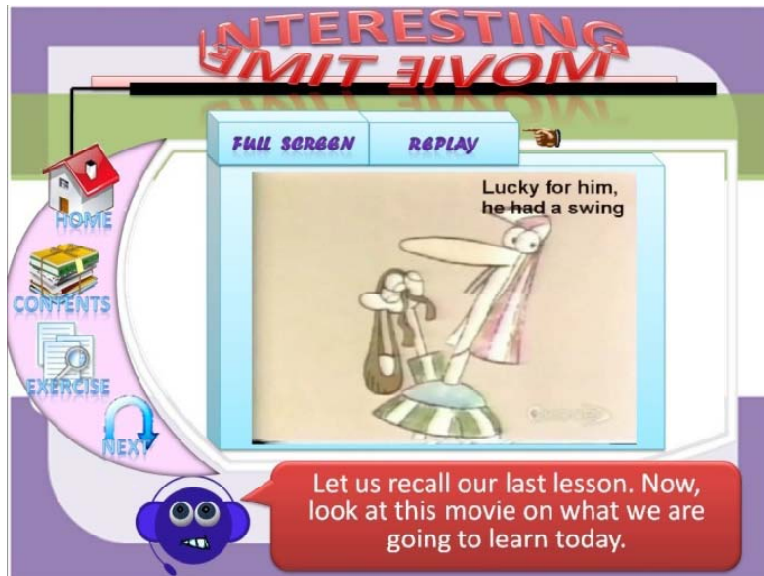 INTERESTING
MOVIE TIME
FULL SCREEN
REPLAY
Lucky for him,
he had a swing
HOME
CONTENTS
EXERCISE
NEXT
Let us recall our last lesson. Now,
look at this movie on what we are
going to learn today.